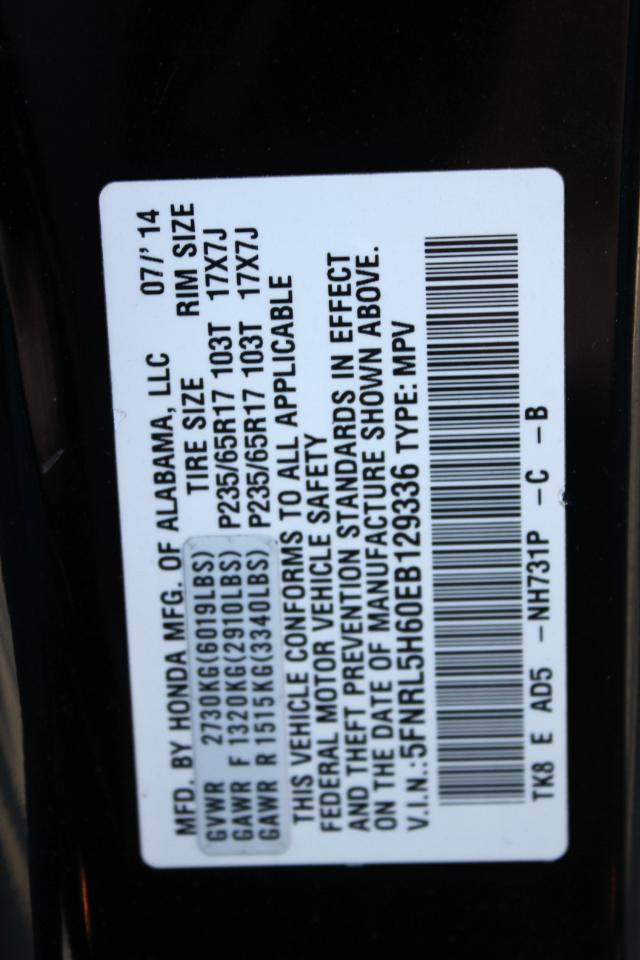 MFD. BY HONDA MFG. OF ALABAMA, LLC 07/'14
TIRE SIZE RIM SIZE
GVWR 2730KG(6019LBS)
GAWR F 1320KG(2910LBS) P235/65R17 103T 17X7J
GAWR R 1515KG(3340LBS) P235/65R17 103T 17X7J
THIS VEHICLE CONFORMS TO ALL APPLICABLE
FEDERAL MOTOR VEHICLE SAFETY
AND THEFT PREVENTION STANDARDS IN EFFECT
ON THE DATE OF MANUFACTURE SHOWN ABOVE.
V.I.N.:5FNRL5H60EB129336 TYPE: MPV
TK8 E AD5 -NH731P -C -B